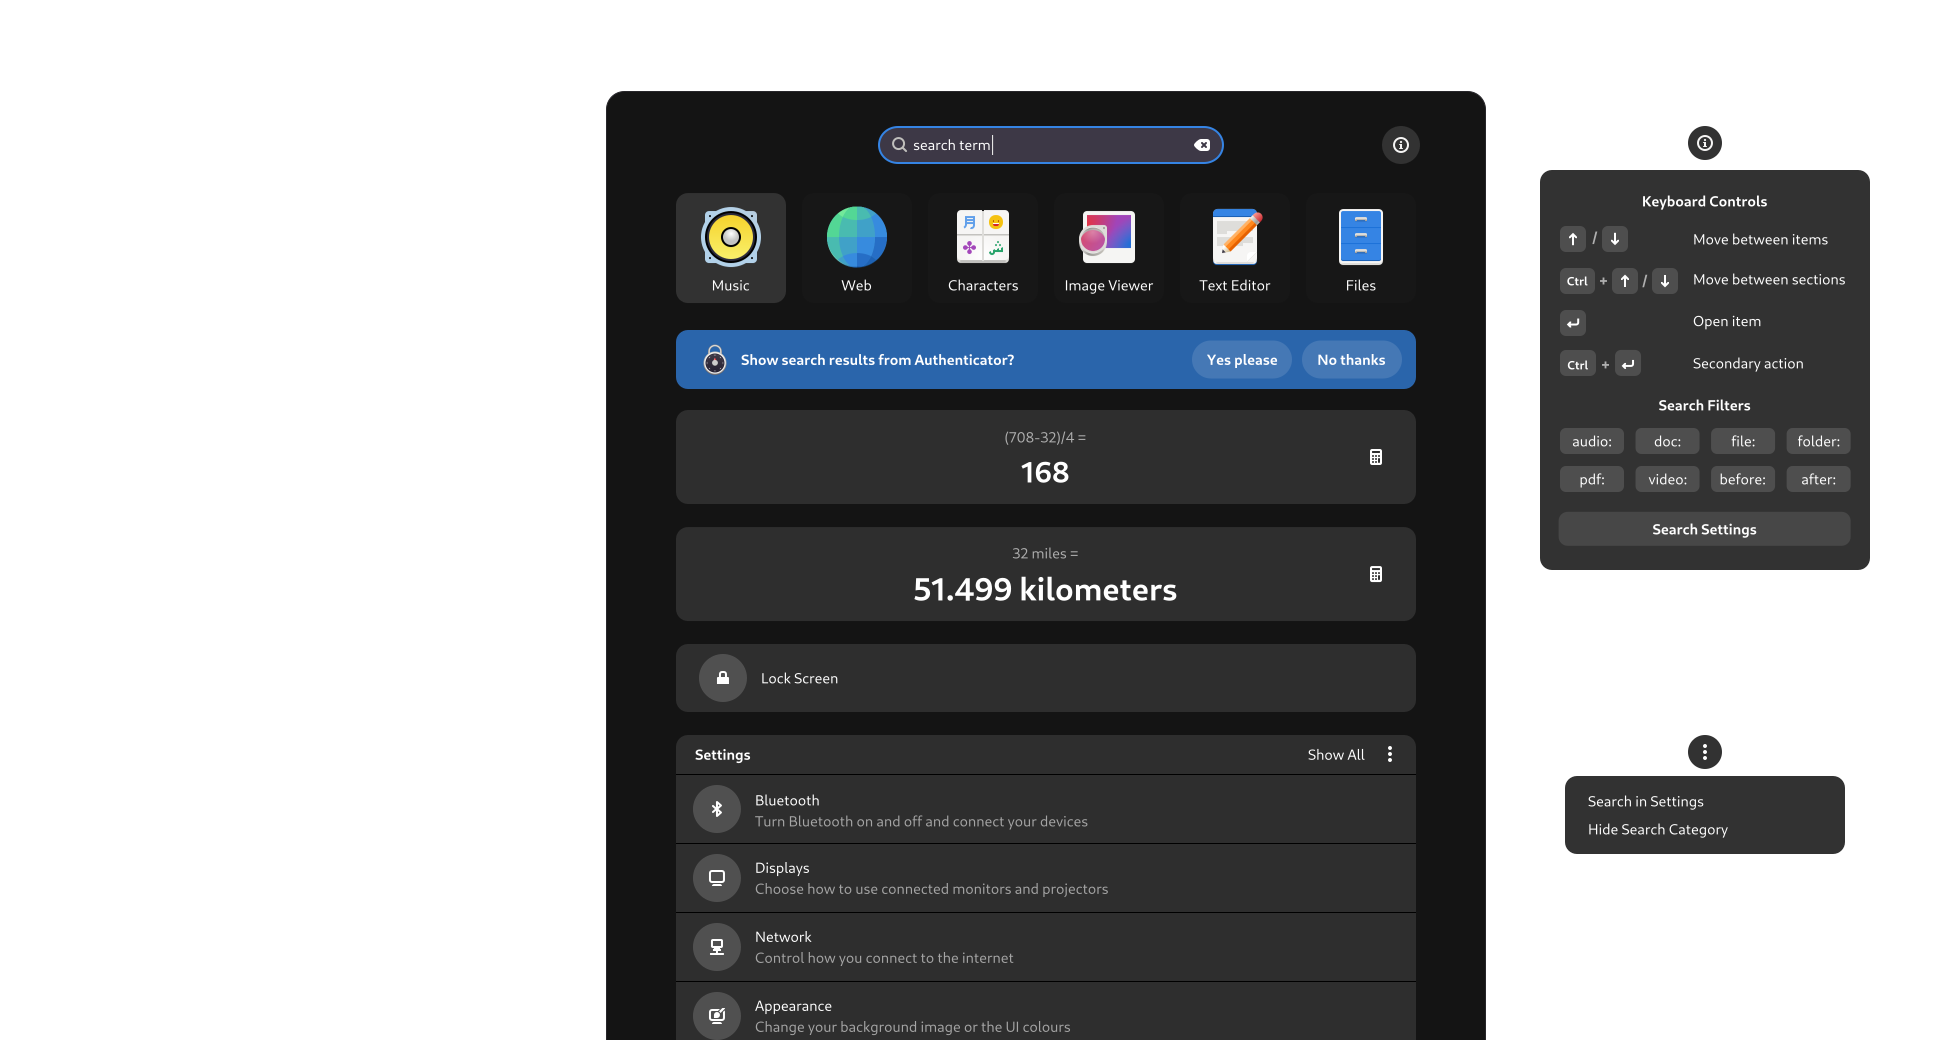 search term
Music
Web
月
ش
Characters
Image Viewer
Text Editor
Files
Show search results from Authenticator?
Yes please
No thanks
(708-32)/4 =
168
32 miles =
51.499 kilometers
Lock Screen
Settings
Show All
Bluetooth
Turn Bluetooth on and off and connect your devices
Displays
Choose how to use connected monitors and projectors
Network
Control how you connect to the internet
Appearance
Change your background image or the UI colours
Keyboard Controls
↑ / ↓ Move between items
Ctrl + ↑ / ↓ Move between sections
Open item
Ctrl + Secondary action
Search Filters
audio: doc: file: folder:
pdf: video: before: after:
Search Settings
Search in Settings
Hide Search Category